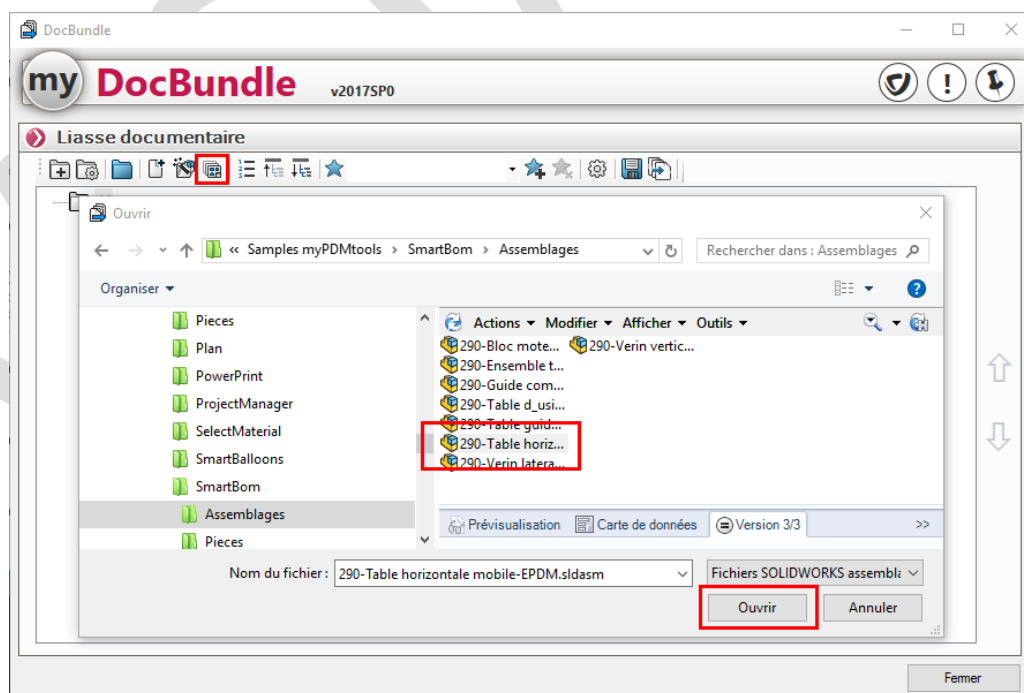 DocBundle
my DocBundle v2017SP0
Liasse documentaire
Ouvrir
« Samples myPDMtools > SmartBom > Assemblages
Rechercher dans : Assemblages
Organiser
Pieces
Plan
PowerPrint
ProjectManager
SelectMaterial
SmartBalloons
SmartBom
Assemblages
Pieces
Actions Modifier Afficher Outils
290-Bloc mote... 290-Verin vertic...
290-Ensemble t...
290-Guide com...
290-Table d_usi...
290-Table guid...
290-Table horiz...
290-Verin latera...
Prévisualisation Carte de données Version 3/3 >>
Nom du fichier : 290-Table horizontale mobile-EPDM.sldasm Fichiers SOLIDWORKS assembla
Ouvrir Annuler
Fermer